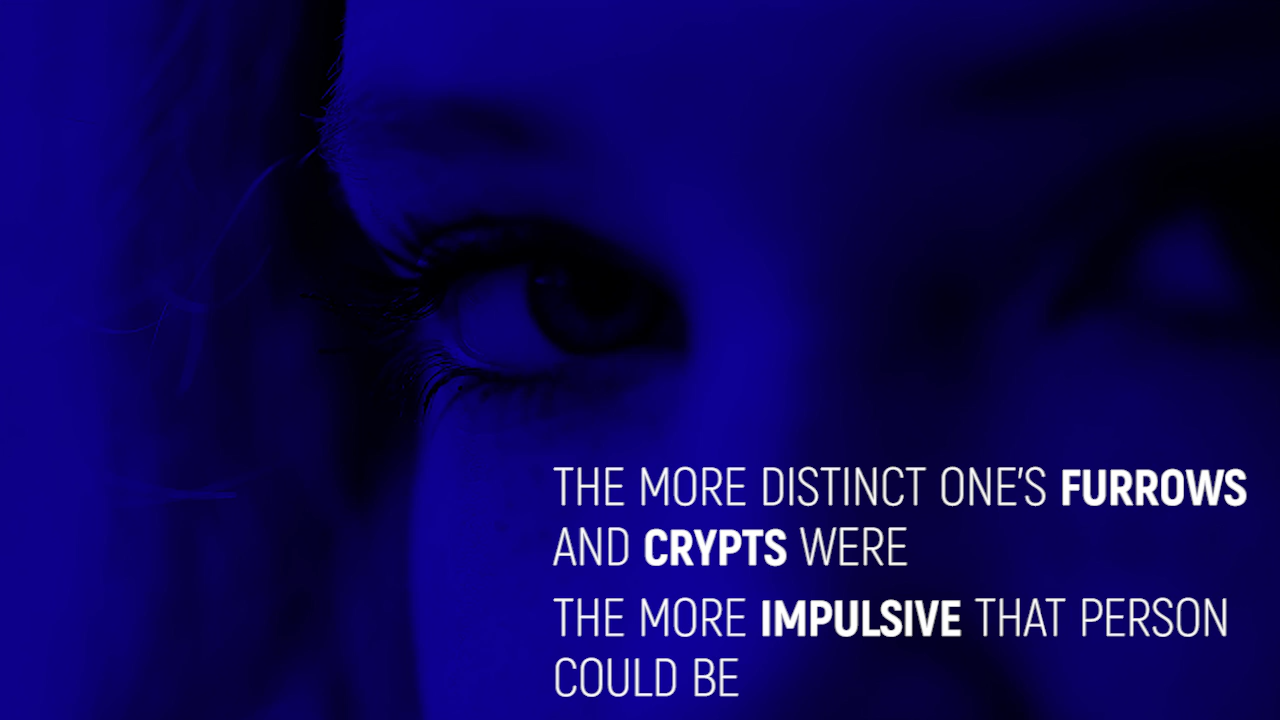 THE MORE DISTINCT ONE'S FURROWS
AND CRYPTS WERE
THE MORE IMPULSIVE THAT PERSON
COULD BE